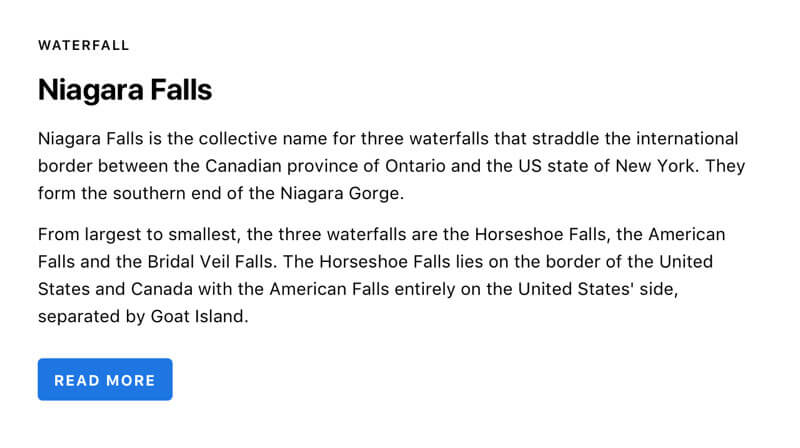 WATERFALL
Niagara Falls
Niagara Falls is the collective name for three waterfalls that straddle the international
border between the Canadian province of Ontario and the US state of New York. They
form the southern end of the Niagara Gorge.
From largest to smallest, the three waterfalls are the Horseshoe Falls, the American
Falls and the Bridal Veil Falls. The Horseshoe Falls lies on the border of the United
States and Canada with the American Falls entirely on the United States' side,
separated by Goat Island.
READ MORE